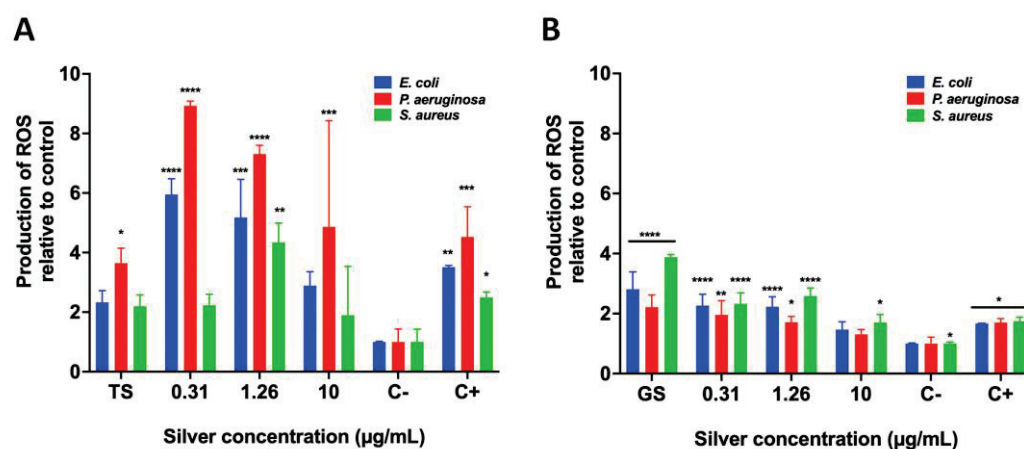 A
Production of ROS
relative to control
10
8
6
4
2
0
E. coli
P. aeruginosa
S. aureus
*
****
****
***
****
**
***
**
***
*
TS
0.31
1.26
10
C-
C+
Silver concentration (µg/mL)
B
Production of ROS
relative to control
10
8
6
4
2
0
E. coli
P. aeruginosa
S. aureus
****
****
**
****
****
*
****
*
*
*
GS
0.31
1.26
10
C-
C+
Silver concentration (µg/mL)